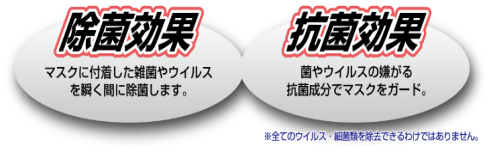 除菌効果
マスクに付着した雑菌やウイルス
を瞬く間に除菌します。
抗菌効果
菌やウイルスの嫌がる
抗菌成分でマスクをガード。
※全てのウイルス・細菌類を除去できるわけではありません。